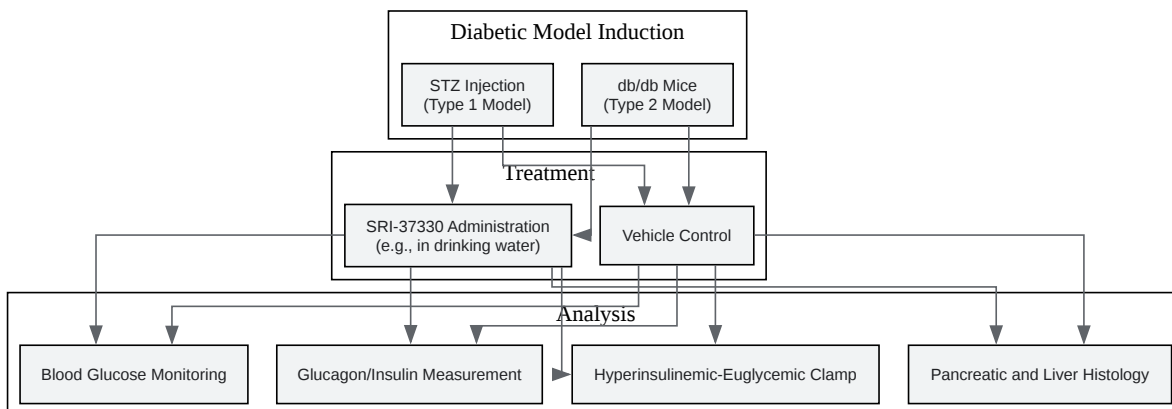 Diabetic Model Induction
STZ Injection
(Type 1 Model)
db/db Mice
(Type 2 Model)
Treatment
SRI-37330 Administration
(e.g., in drinking water)
Vehicle Control
Analysis
Blood Glucose Monitoring
Glucagon/Insulin Measurement
Hyperinsulinemic-Euglycemic Clamp
Pancreatic and Liver Histology